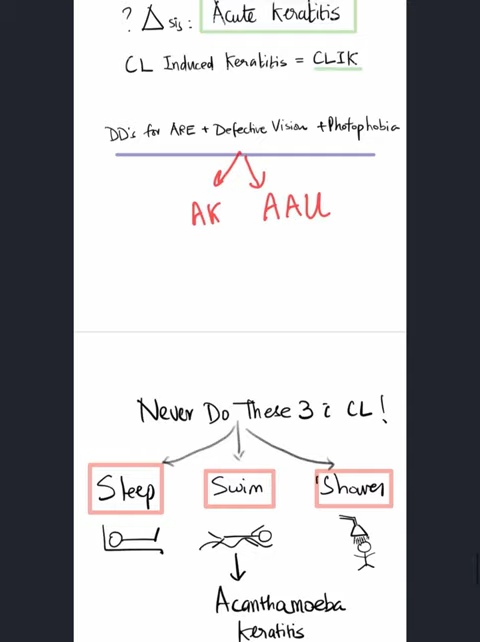 ? Δsis: Acute Keratitis
CL Induced Keratitis = CLIK
DD's for ARE + Defective Vision + Photophobia
AK AAU
Never Do These 3 c̄ CL!
Sleep Swim Shower
Acanthamoeba
Keratitis